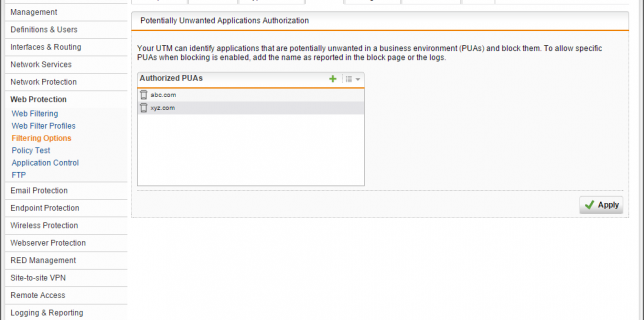 Management
Definitions & Users
Interfaces & Routing
Network Services
Network Protection
Web Protection
Web Filtering
Web Filter Profiles
Filtering Options
Policy Test
Application Control
FTP
Email Protection
Endpoint Protection
Wireless Protection
Webserver Protection
RED Management
Site-to-site VPN
Remote Access
Logging & Reporting
Potentially Unwanted Applications Authorization
Your UTM can identify applications that are potentially unwanted in a business environment (PUAs) and block them. To allow specific
PUAs when blocking is enabled, add the name as reported in the block page or the logs.
Authorized PUAs
abc.com
xyz.com
Apply